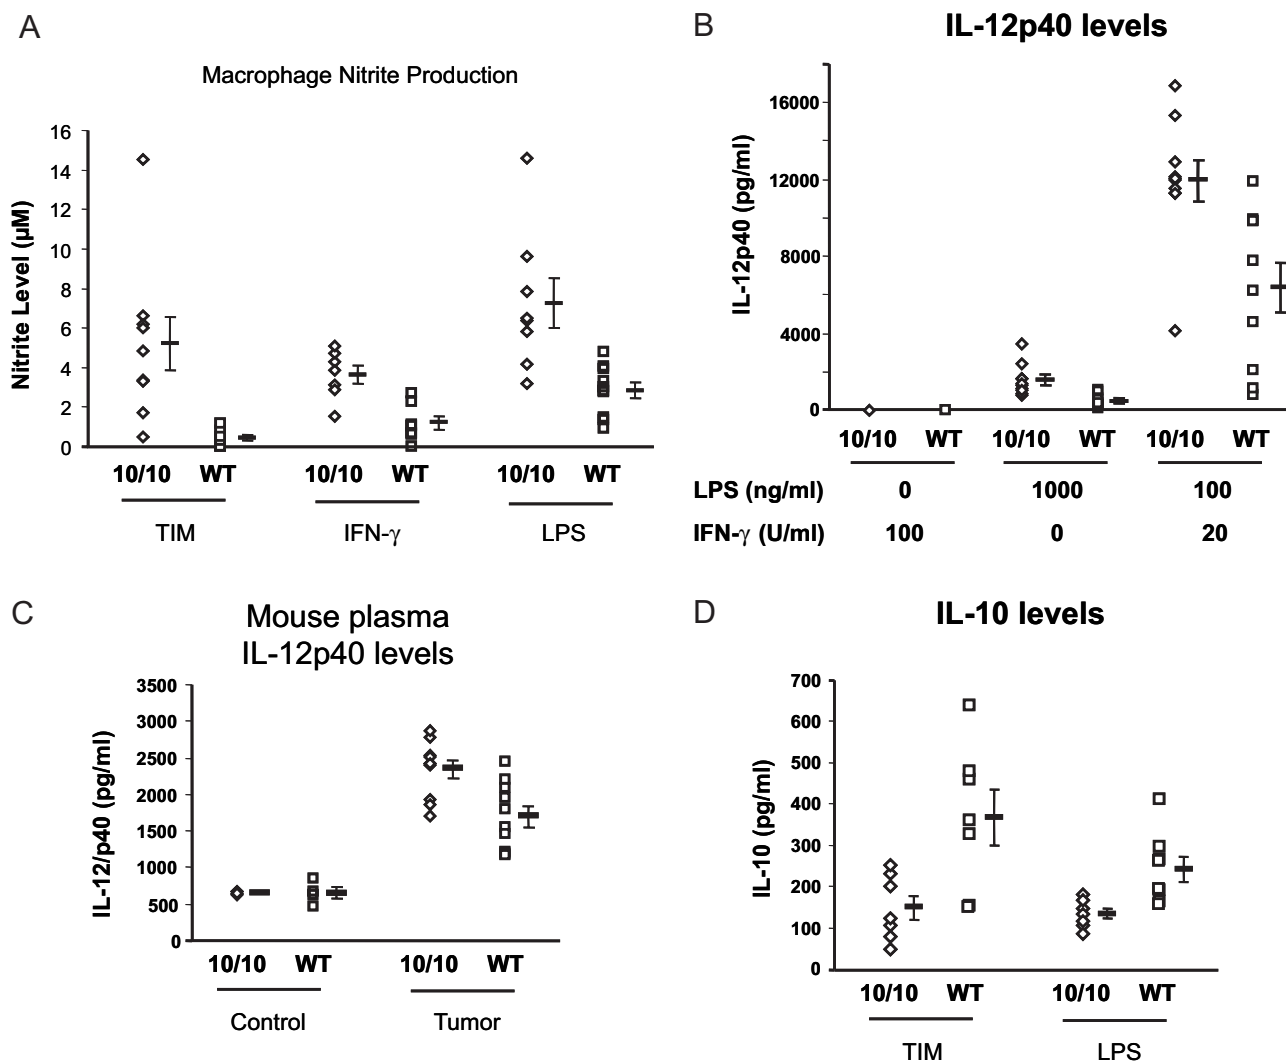 A
Macrophage Nitrite Production
Nitrite Level (µM)
16
14
12
10
8
6
4
2
0
10/10 WT 10/10 WT 10/10 WT
TIM IFN-γ LPS
B
IL-12p40 levels
IL-12p40 (pg/ml)
16000
12000
8000
4000
0
10/10 WT 10/10 WT 10/10 WT
LPS (ng/ml) 0 1000 100
IFN-γ (U/ml) 100 0 20
C
Mouse plasma
IL-12p40 levels
IL-12/p40 (pg/ml)
3500
3000
2500
2000
1500
1000
500
0
10/10 WT 10/10 WT
Control Tumor
D
IL-10 levels
IL-10 (pg/ml)
700
600
500
400
300
200
100
0
10/10 WT 10/10 WT
TIM LPS